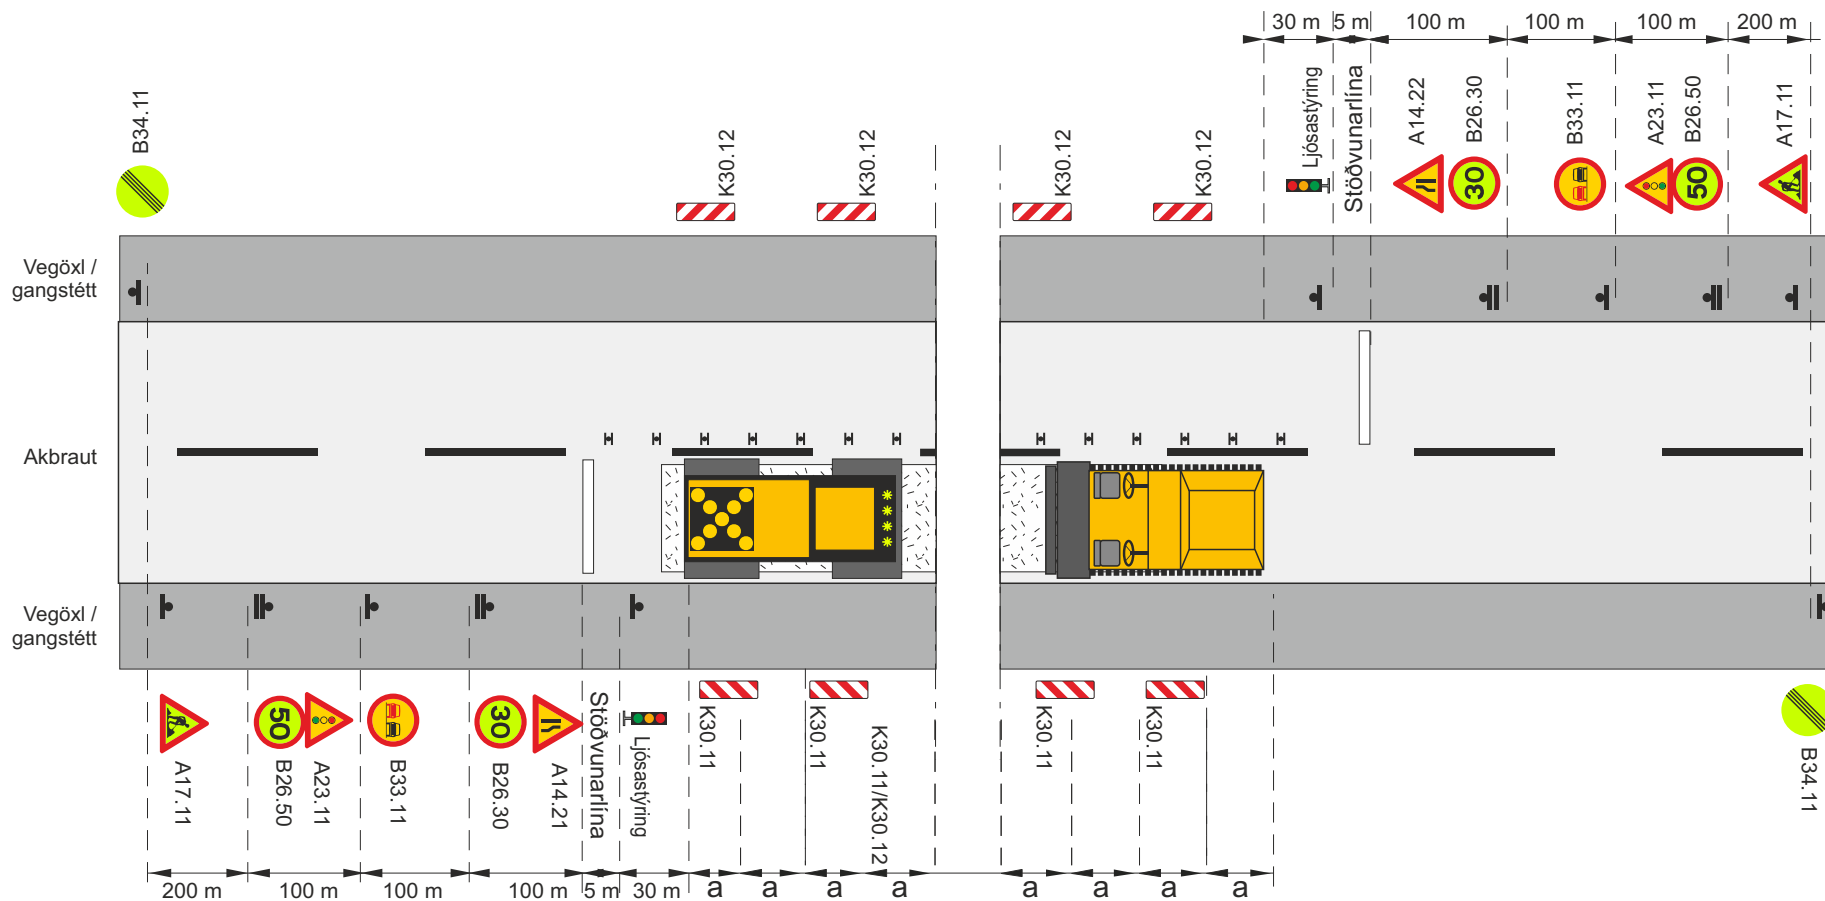 30 m
5 m
100 m
100 m
100 m
200 m
B34.11
K30.12
K30.12
K30.12
K30.12
Ljósastýring
Stöðvunarlína
A14.22
B26.30
B33.11
A23.11
B26.50
A17.11
30
50
Vegöxl /
gangstétt
Akbraut
Vegöxl /
gangstétt
50
30
A17.11
B26.50
A23.11
B33.11
B26.30
A14.21
Stöðvunarlína
Ljósastýring
K30.11
K30.11
K30.11/K30.12
K30.11
K30.11
B34.11
200 m
100 m
100 m
100 m
5 m
30 m
a
a
a
a
a
a
a
a